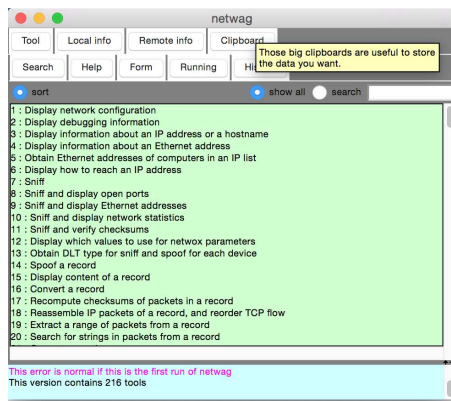 netwag
Tool Local info Remote info Clipboard
Those big clipboards are useful to store
the data you want.
Search Help Form Running
sort show all search
1 : Display network configuration
2 : Display debugging information
3 : Display information about an IP address or a hostname
4 : Display information about an Ethernet address
5 : Obtain Ethernet addresses of computers in an IP list
6 : Display how to reach an IP address
7 : Sniff
8 : Sniff and display open ports
9 : Sniff and display Ethernet addresses
10 : Sniff and display network statistics
11 : Sniff and verify checksums
12 : Display which values to use for netwox parameters
13 : Obtain DLT type for sniff and spoof for each device
14 : Spoof a record
15 : Display content of a record
16 : Convert a record
17 : Recompute checksums of packets in a record
18 : Reassemble IP packets of a record, and reorder TCP flow
19 : Extract a range of packets from a record
20 : Search for strings in packets from a record
This error is normal if this is the first run of netwag
This version contains 216 tools